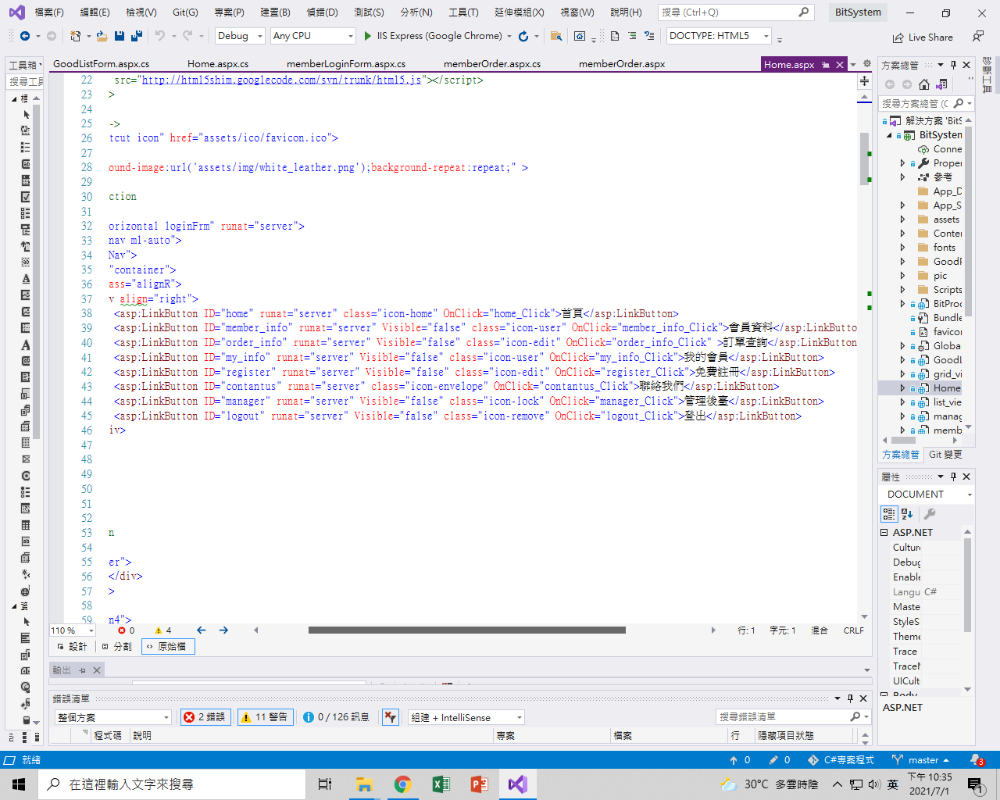 檔案(F) 編輯(E) 檢視(V) Git(G) 專案(P) 建置(B) 偵錯(D) 測試(S) 分析(N) 工具(T) 延伸模組(X) 視窗(W) 說明(H) 搜尋 (Ctrl+Q) BitSystem
Debug Any CPU IIS Express (Google Chrome) DOCTYPE: HTML5 Live Share
工具箱 GoodListForm.aspx.cs Home.aspx.cs memberLoginForm.aspx.cs memberOrder.aspx.cs memberOrder.aspx Home.aspx 方案總管 診斷工具
搜尋工具
22 src="http://html5shim.googlecode.com/svn/trunk/html5.js"></script>
23 >
24
25 ->
26 tcut icon" href="assets/ico/favicon.ico">
27
28 ound-image:url('assets/img/white_leather.png');background-repeat:repeat;" >
29
30 ction
31
32 orizontal loginFrm" runat="server">
33 nav ml-auto">
34 Nav">
35 "container">
36 ass="alignR">
37 v align="right">
38 <asp:LinkButton ID="home" runat="server" class="icon-home" OnClick="home_Click">首頁</asp:LinkButton>
39 <asp:LinkButton ID="member_info" runat="server" Visible="false" class="icon-user" OnClick="member_info_Click">會員資料</asp:LinkButto
40 <asp:LinkButton ID="order_info" runat="server" Visible="false" class="icon-edit" OnClick="order_info_Click" >訂單查詢</asp:LinkButton
41 <asp:LinkButton ID="my_info" runat="server" Visible="false" class="icon-user" OnClick="my_info_Click">我的會員</asp:LinkButton>
42 <asp:LinkButton ID="register" runat="server" Visible="false" class="icon-edit" OnClick="register_Click">免費註冊</asp:LinkButton>
43 <asp:LinkButton ID="contantus" runat="server" class="icon-envelope" OnClick="contantus_Click">聯絡我們</asp:LinkButton>
44 <asp:LinkButton ID="manager" runat="server" Visible="false" class="icon-lock" OnClick="manager_Click">管理後臺</asp:LinkButton>
45 <asp:LinkButton ID="logout" runat="server" Visible="false" class="icon-remove" OnClick="logout_Click">登出</asp:LinkButton>
46 iv>
47
48
49
50
51
52
53 n
54
55 er">
56 </div>
57 >
58
59 n4">
110 % 0 4 行: 1 字元: 1 混合 CRLF
設計 分割 原始檔
輸出
錯誤清單
整個方案 2 錯誤 11 警告 0 / 126 訊息 組建 + IntelliSense 搜尋錯誤清單
程式碼 說明 專案 檔案 行 隱藏項目狀態
搜尋方案總管 (C
解決方案 'BitS
BitSystem
Conne
Proper
參考
App_D
App_S
assets
Conter
fonts
GoodP
pic
Scripts
BitProc
Bundle
favicon
Global
GoodL
grid_vi
Home
list_vie
manag
memb
方案總管 Git 變更
屬性
DOCUMENT
ASP.NET
Culture
Debug
Enable
Langu C#
Maste
StyleS
Theme
Trace
TraceM
UICult
Body
ASP.NET
就緒 0 0 C#專案程式 master 3
在這裡輸入文字來搜尋 30°C 多雲時陰 英 下午 10:35
2021/7/1 1